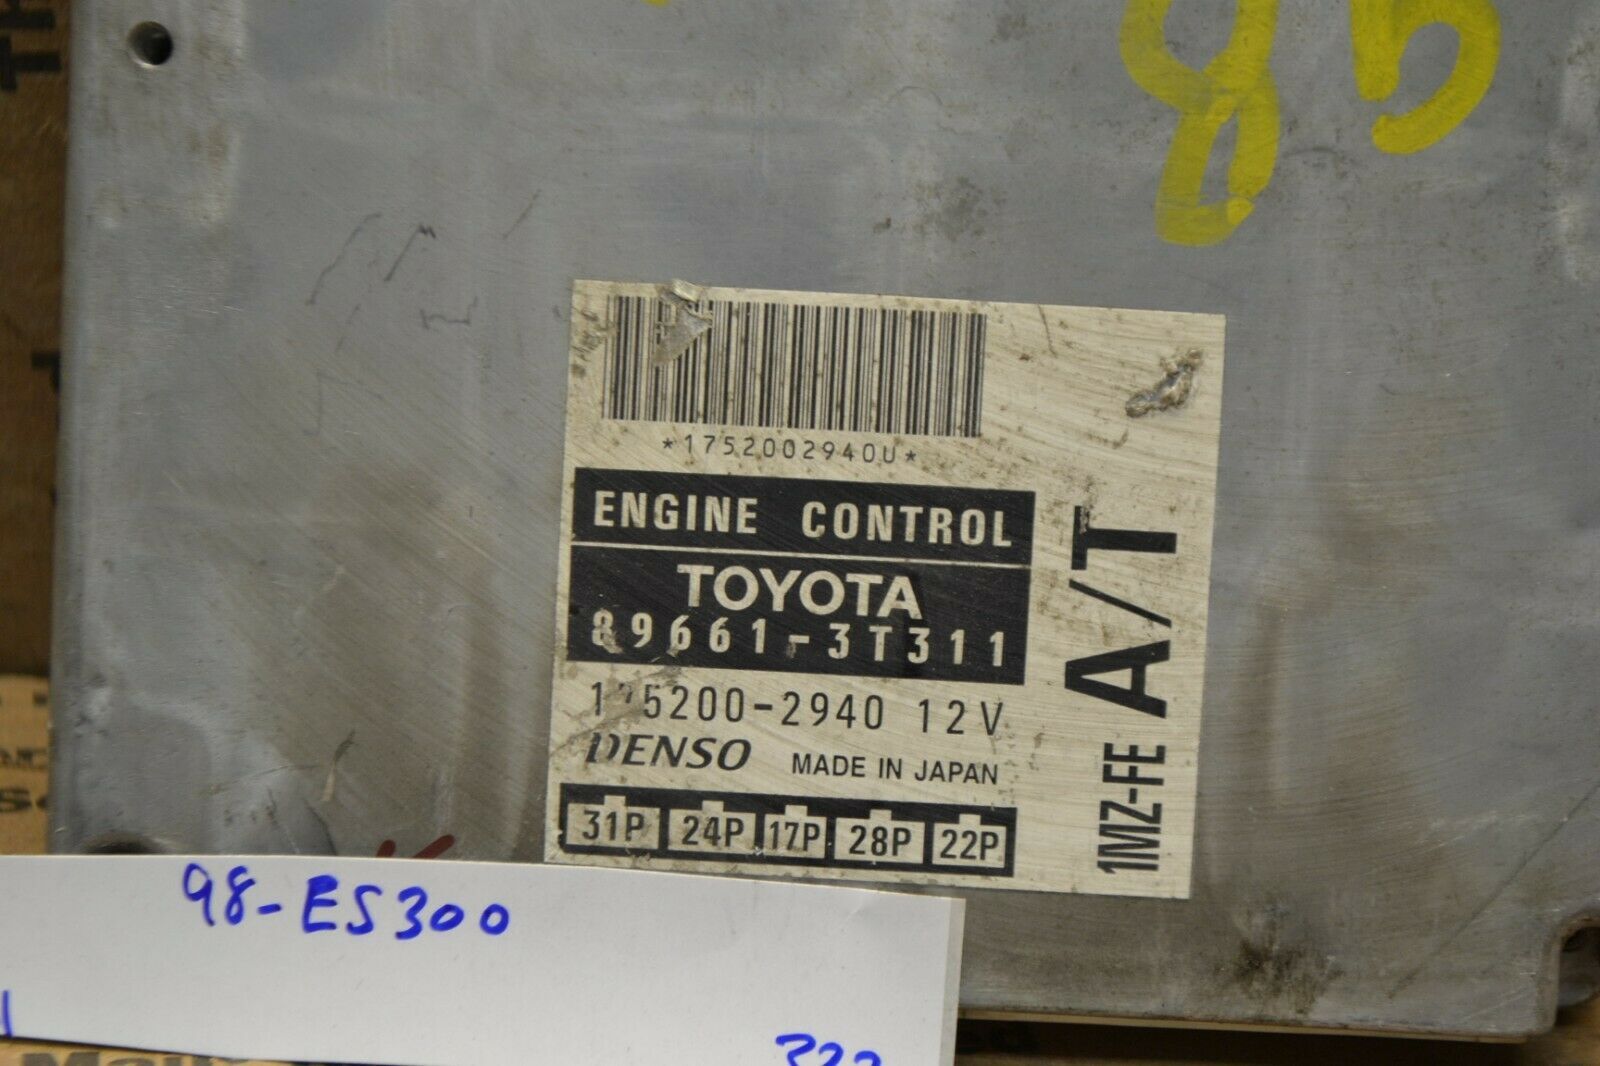 *1752002940U*
ENGINE CONTROL
TOYOTA
89661-3T311
175200-2940 12V
DENSO MADE IN JAPAN
31P 24P 17P 28P 22P
1MZ-FE A/T
98-ES300